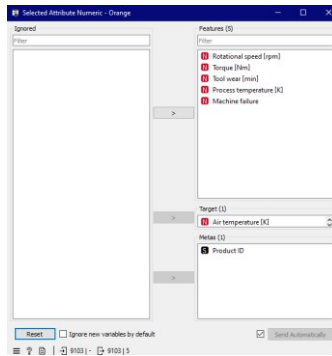 Selected Attribute Numeric - Orange
Ignored
Filter
>
>
>
Features (5)
Filter
N Rotational speed [rpm]
N Torque [Nm]
N Tool wear [min]
N Process temperature [K]
N Machine failure
Target (1)
N Air temperature [K]
Metas (1)
S Product ID
Reset
Ignore new variables by default
Send Automatically
? 9103 | - 9103 | 5